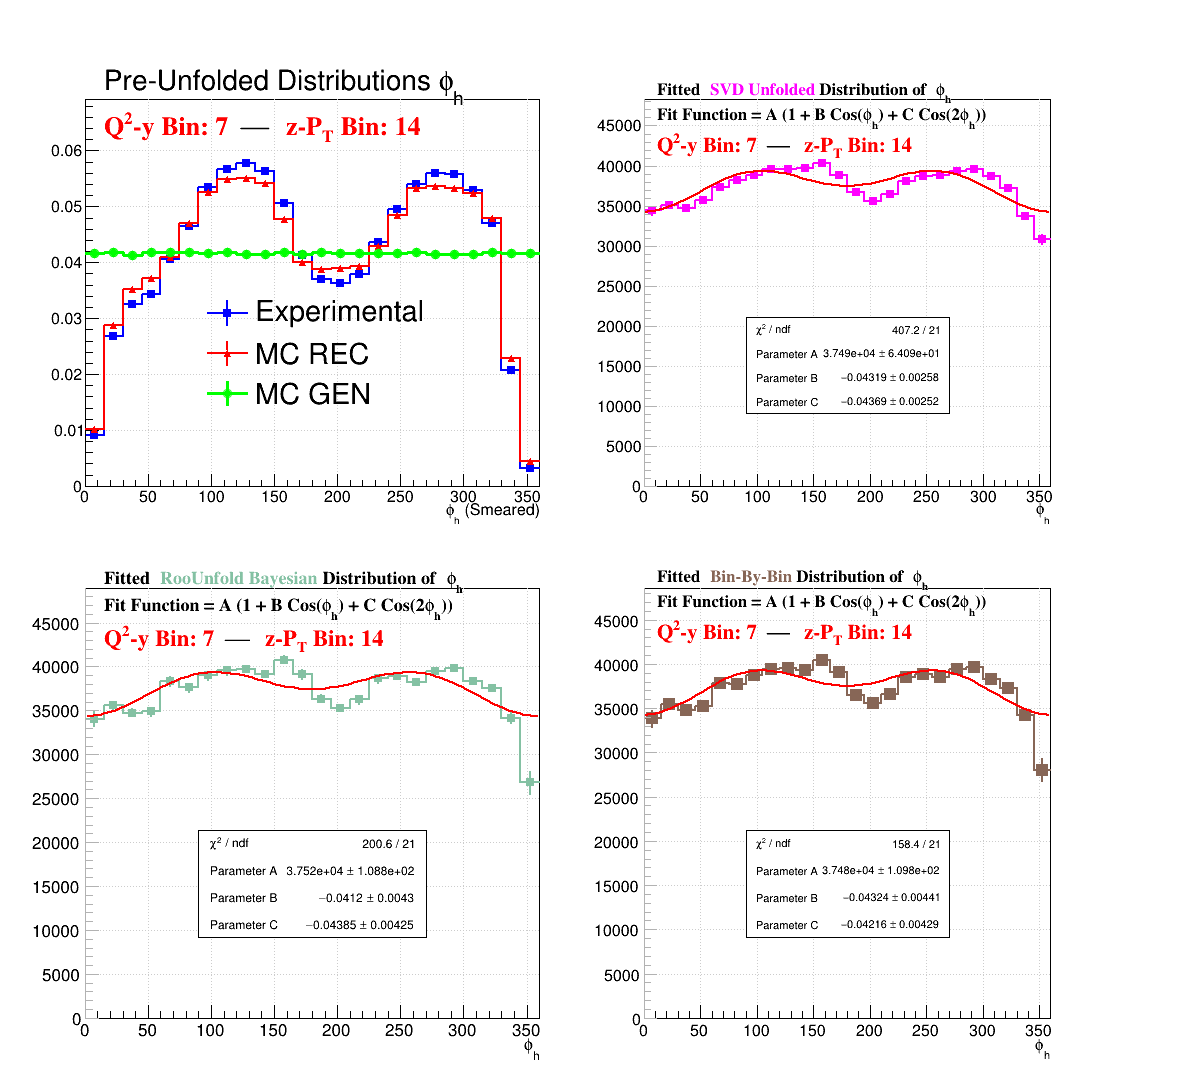 Pre-Unfolded Distributions ϕh
Q²-y Bin: 7 — z-PT Bin: 14
0.06
0.05
0.04
0.03
0.02
0.01
0
Experimental
MC REC
MC GEN
0 50 100 150 200 250 300 350
ϕh (Smeared)
Fitted SVD Unfolded Distribution of ϕh
Fit Function = A (1 + B Cos(ϕh) + C Cos(2ϕh))
Q²-y Bin: 7 — z-PT Bin: 14
45000
40000
35000
30000
25000
20000
15000
10000
5000
0
χ² / ndf 407.2 / 21
Parameter A 3.749e+04 ± 6.409e+01
Parameter B −0.04319 ± 0.00258
Parameter C −0.04369 ± 0.00252
0 50 100 150 200 250 300 350
ϕh
Fitted RooUnfold Bayesian Distribution of ϕh
Fit Function = A (1 + B Cos(ϕh) + C Cos(2ϕh))
Q²-y Bin: 7 — z-PT Bin: 14
45000
40000
35000
30000
25000
20000
15000
10000
5000
0
χ² / ndf 200.6 / 21
Parameter A 3.752e+04 ± 1.088e+02
Parameter B −0.0412 ± 0.0043
Parameter C −0.04385 ± 0.00425
0 50 100 150 200 250 300 350
ϕh
Fitted Bin-By-Bin Distribution of ϕh
Fit Function = A (1 + B Cos(ϕh) + C Cos(2ϕh))
Q²-y Bin: 7 — z-PT Bin: 14
45000
40000
35000
30000
25000
20000
15000
10000
5000
0
χ² / ndf 158.4 / 21
Parameter A 3.748e+04 ± 1.098e+02
Parameter B −0.04324 ± 0.00441
Parameter C −0.04216 ± 0.00429
0 50 100 150 200 250 300 350
ϕh